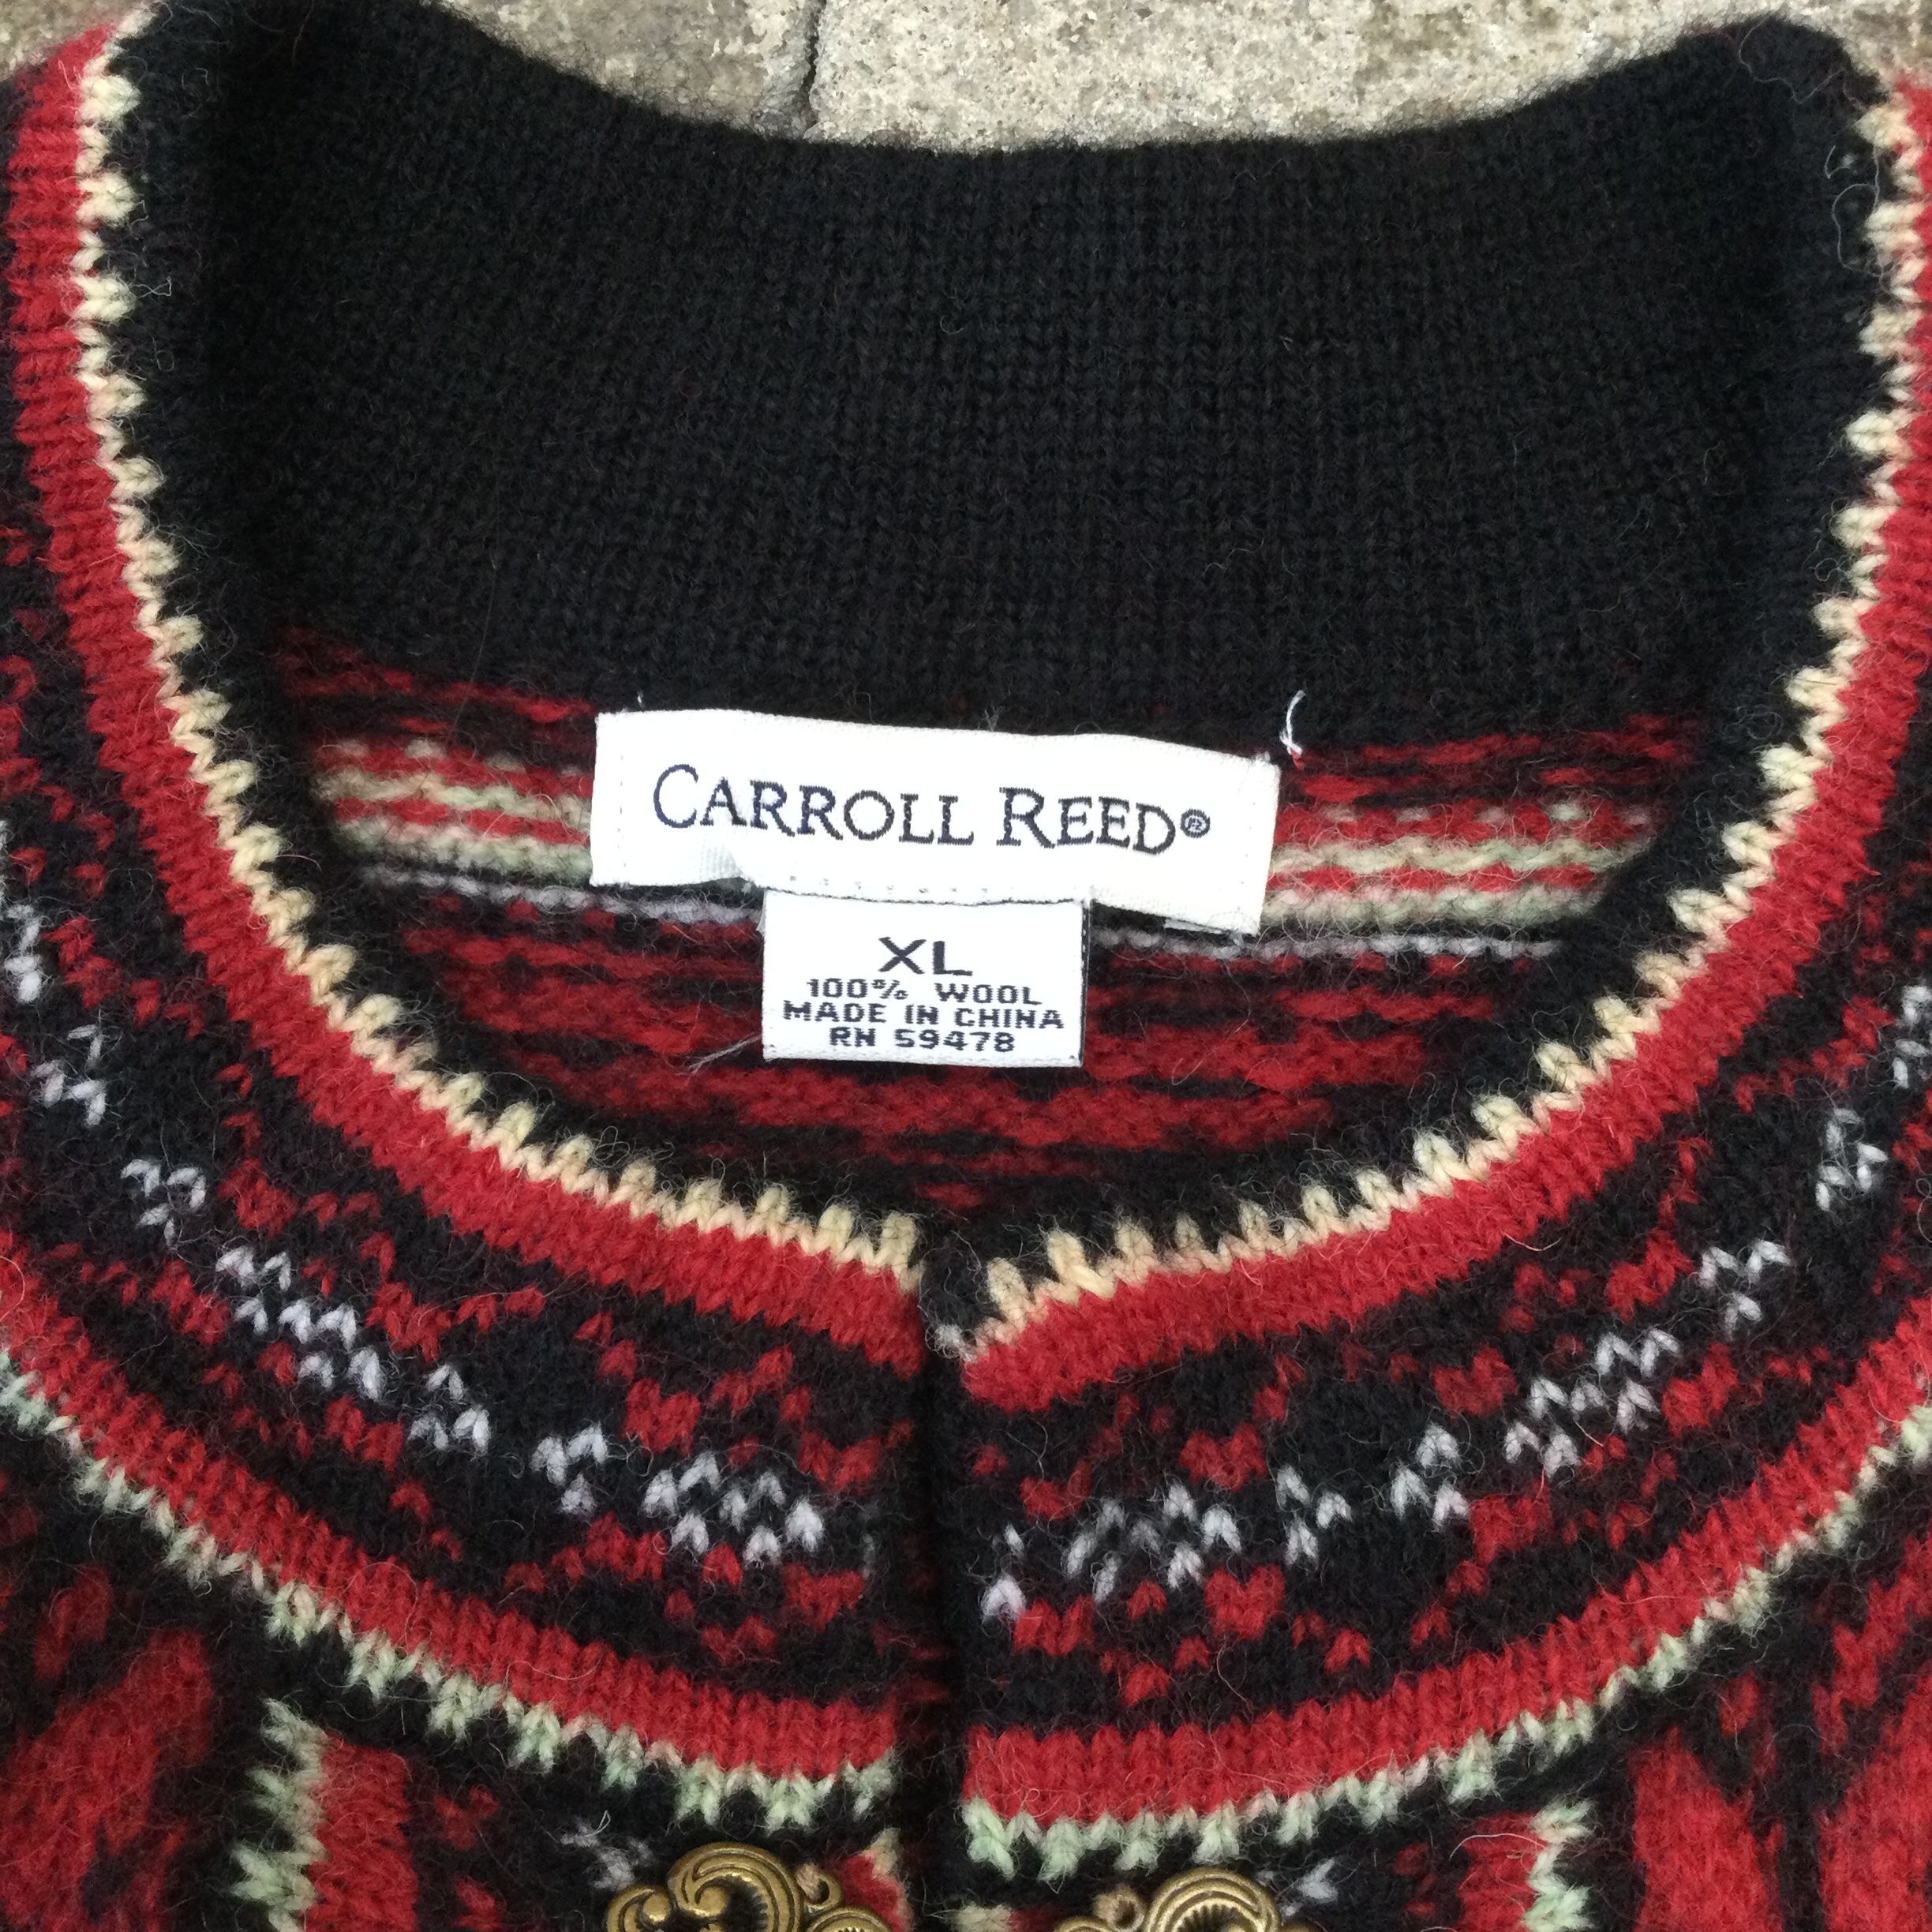 CARROLL REED®
XL
100% WOOL
MADE IN CHINA
RN 59478